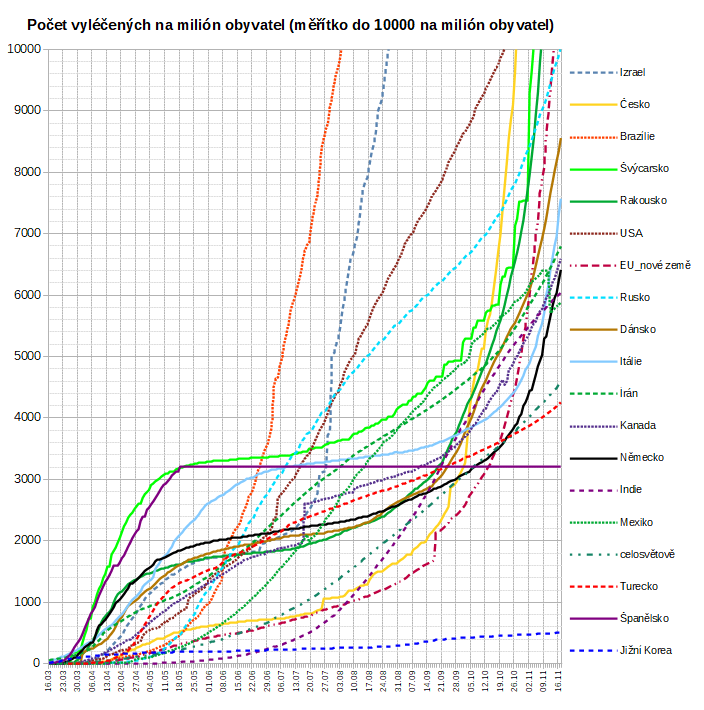 Počet vyléčených na milión obyvatel (měřítko do 10000 na milión obyvatel)
10000
9000
8000
7000
6000
5000
4000
3000
2000
1000
0
16.03
23.03
30.03
06.04
13.04
20.04
27.04
04.05
11.05
18.05
25.05
01.06
08.06
15.06
22.06
29.06
06.07
13.07
20.07
27.07
03.08
10.08
17.08
24.08
31.08
07.09
14.09
21.09
28.09
05.10
12.10
19.10
26.10
02.11
09.11
16.11
Izrael
Česko
Brazílie
Švýcarsko
Rakousko
USA
EU_nové země
Rusko
Dánsko
Itálie
Írán
Kanada
Německo
Indie
Mexiko
celosvětově
Turecko
Španělsko
Jižní Korea